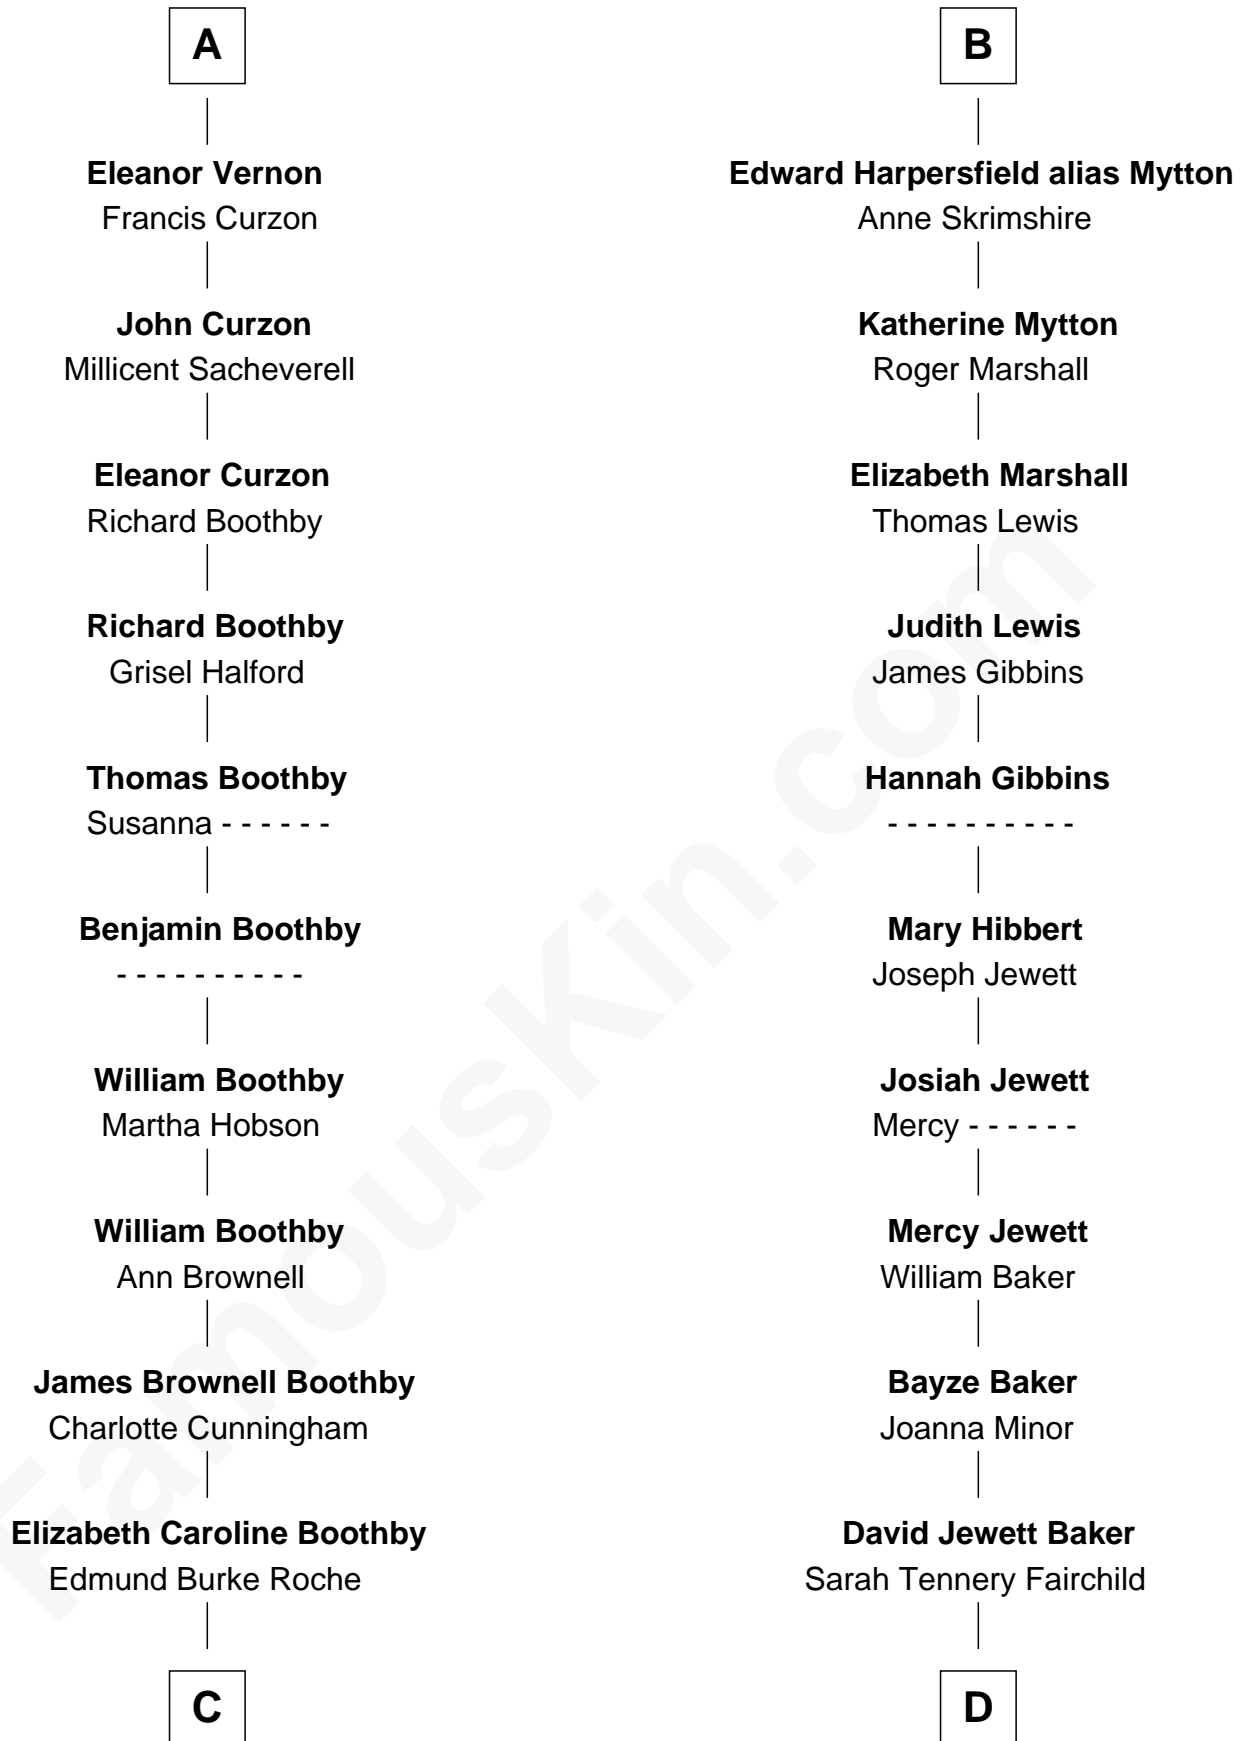 A
Eleanor Vernon
Francis Curzon
John Curzon
Millicent Sacheverell
Eleanor Curzon
Richard Boothby
Richard Boothby
Grisel Halford
Thomas Boothby
Susanna - - - - - -
Benjamin Boothby
- - - - - - - - - -
William Boothby
Martha Hobson
William Boothby
Ann Brownell
James Brownell Boothby
Charlotte Cunningham
Elizabeth Caroline Boothby
Edmund Burke Roche
C
B
Edward Harpersfield alias Mytton
Anne Skrimshire
Katherine Mytton
Roger Marshall
Elizabeth Marshall
Thomas Lewis
Judith Lewis
James Gibbins
Hannah Gibbins
- - - - - - - - - -
Mary Hibbert
Joseph Jewett
Josiah Jewett
Mercy - - - - - -
Mercy Jewett
William Baker
Bayze Baker
Joanna Minor
David Jewett Baker
Sarah Tennery Fairchild
D
FamousKin.com